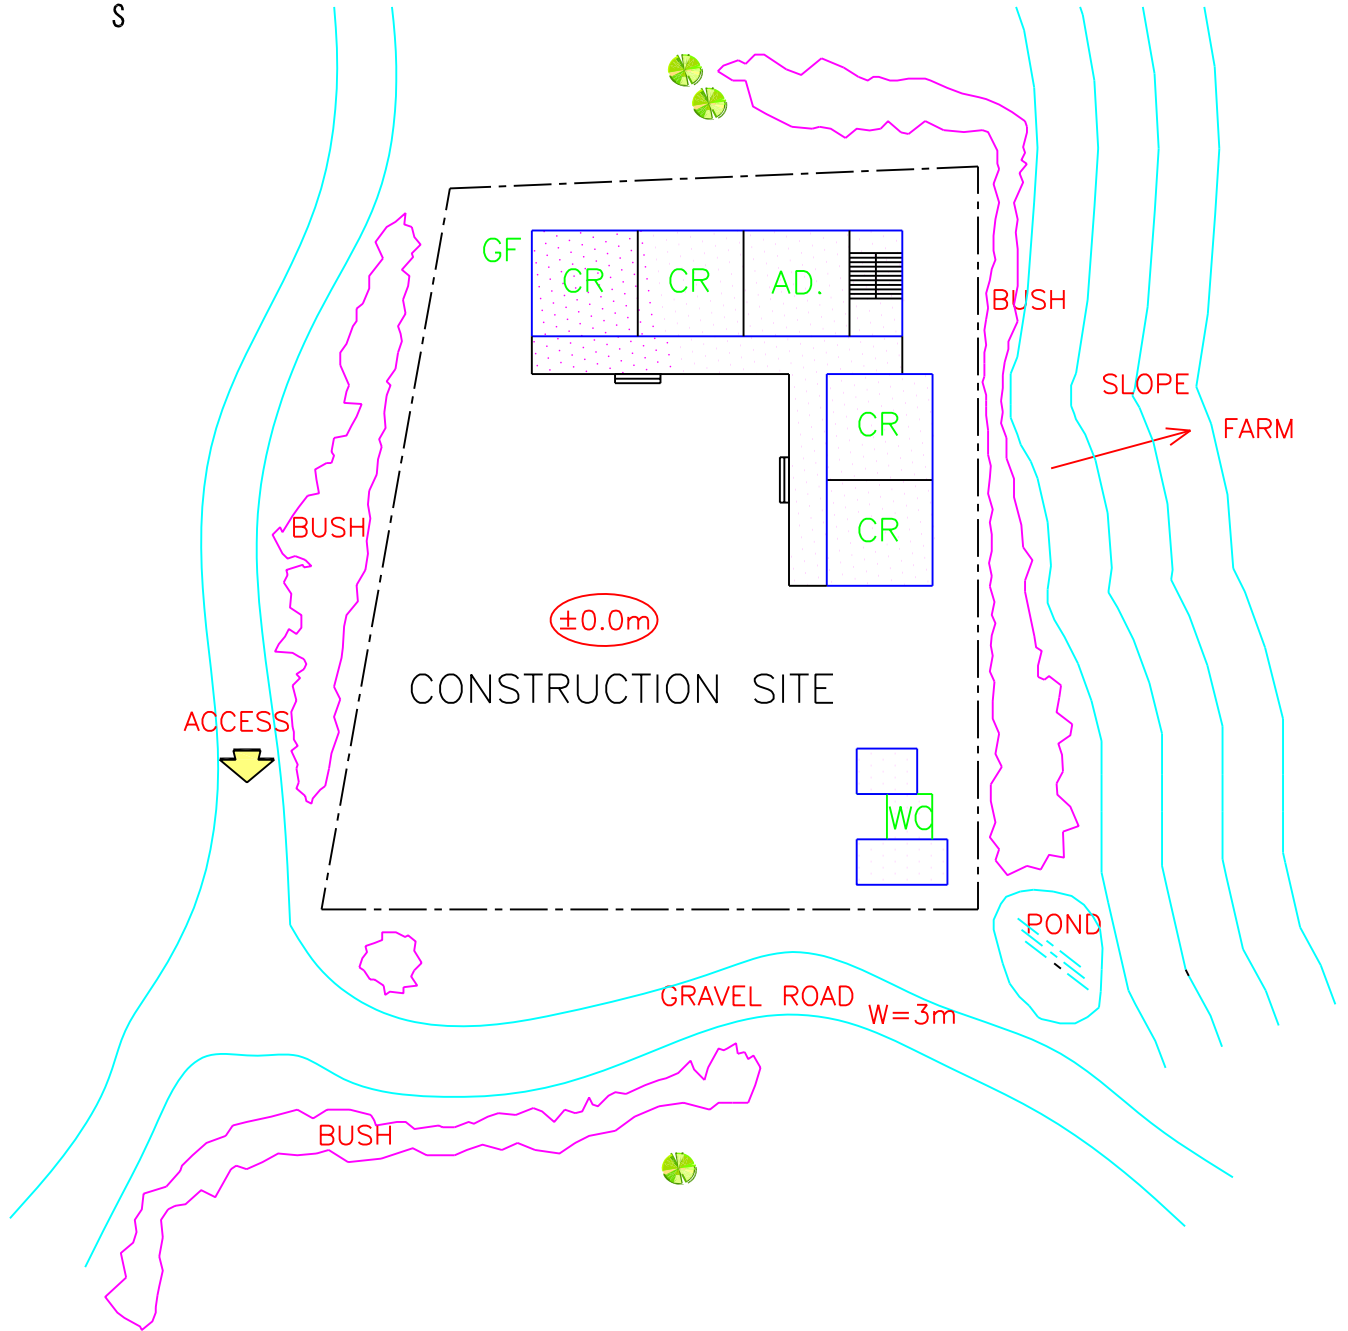 S
GF
CR CR AD.
BUSH
SLOPE
FARM
CR
BUSH
CR
±0.0m
CONSTRUCTION SITE
ACCESS
WC
POND
GRAVEL ROAD W=3m
BUSH